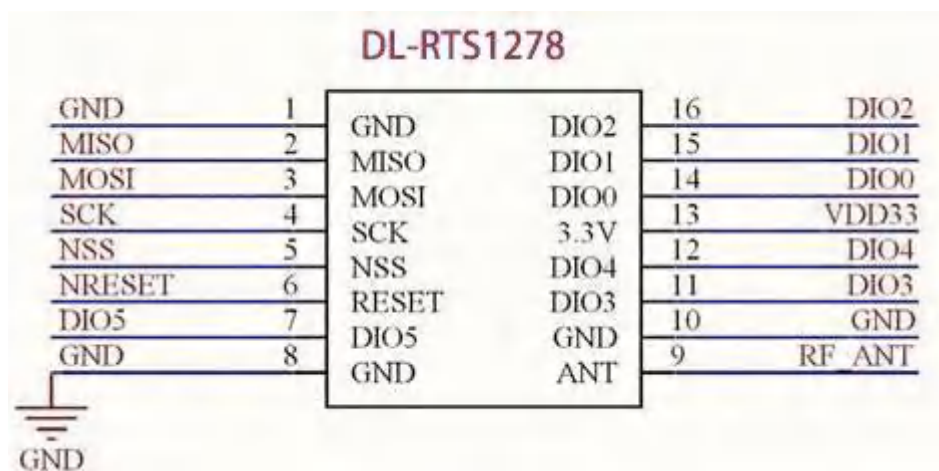 DL-RTS1278
GND 1 GND DIO2 16 DIO2
MISO 2 MISO DIO1 15 DIO1
MOSI 3 MOSI DIO0 14 DIO0
SCK 4 SCK 3.3V 13 VDD33
NSS 5 NSS DIO4 12 DIO4
NRESET 6 RESET DIO3 11 DIO3
DIO5 7 DIO5 GND 10 GND
GND 8 GND ANT 9 RF_ANT
GND